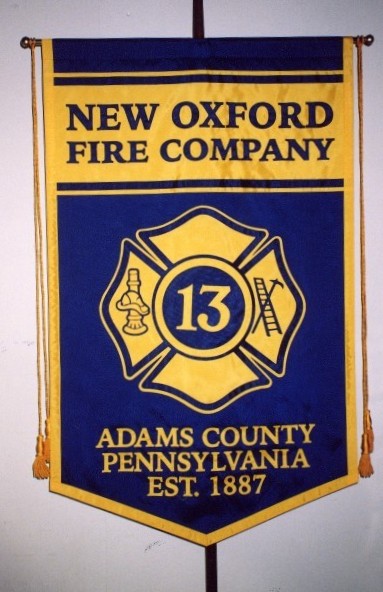 NEW OXFORD
FIRE COMPANY
13
ADAMS COUNTY
PENNSYLVANIA
EST. 1887